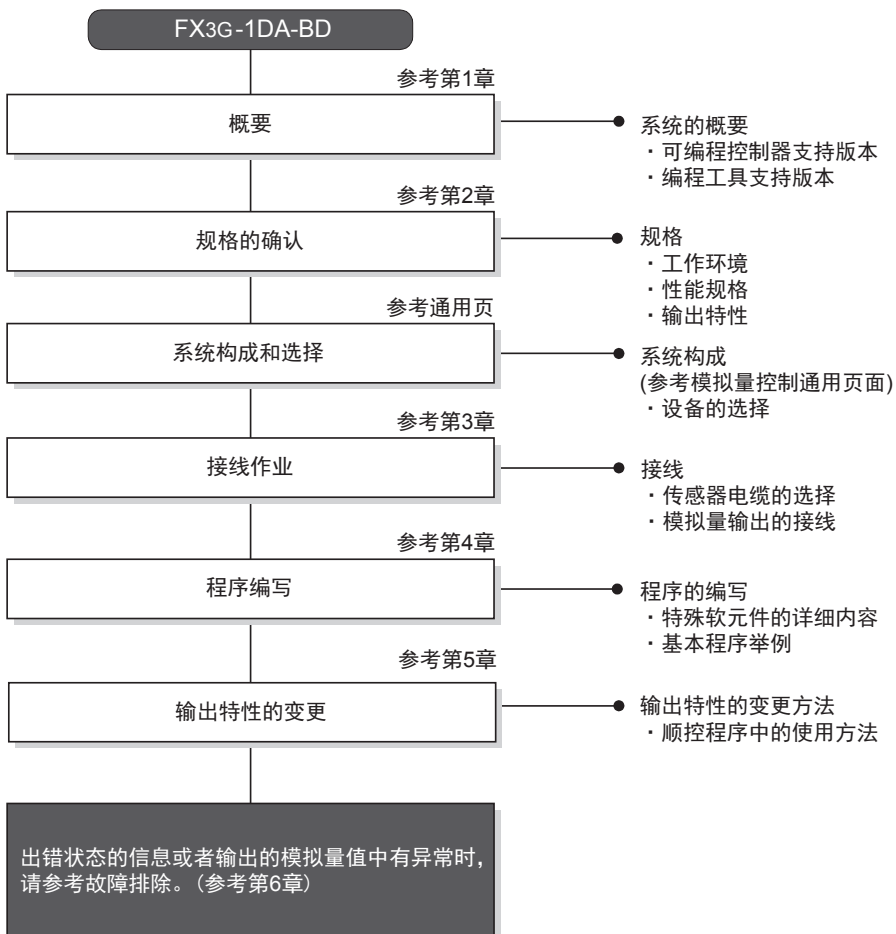 FX3G-1DA-BD
参考第1章
概要
系统的概要
・可编程控制器支持版本
・编程工具支持版本
参考第2章
规格的确认
规格
・工作环境
・性能规格
・输出特性
参考通用页
系统构成和选择
系统构成
(参考模拟量控制通用页面)
・设备的选择
参考第3章
接线作业
接线
・传感器电缆的选择
・模拟量输出的接线
参考第4章
程序编写
程序的编写
・特殊软元件的详细内容
・基本程序举例
参考第5章
输出特性的变更
输出特性的变更方法
・顺控程序中的使用方法
出错状态的信息或者输出的模拟量值中有异常时，
请参考故障排除。（参考第6章）